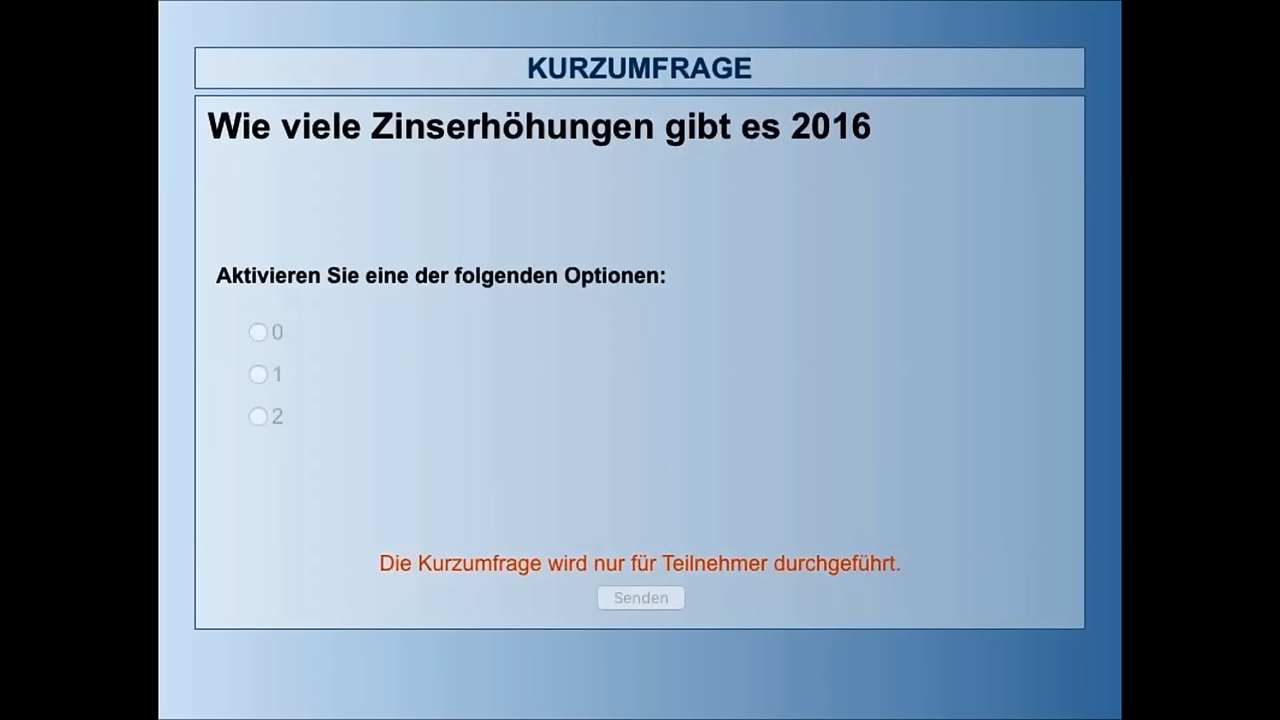 KURZUMFRAGE
Wie viele Zinserhöhungen gibt es 2016
Aktivieren Sie eine der folgenden Optionen:
0
1
2
Die Kurzumfrage wird nur für Teilnehmer durchgeführt.
Senden